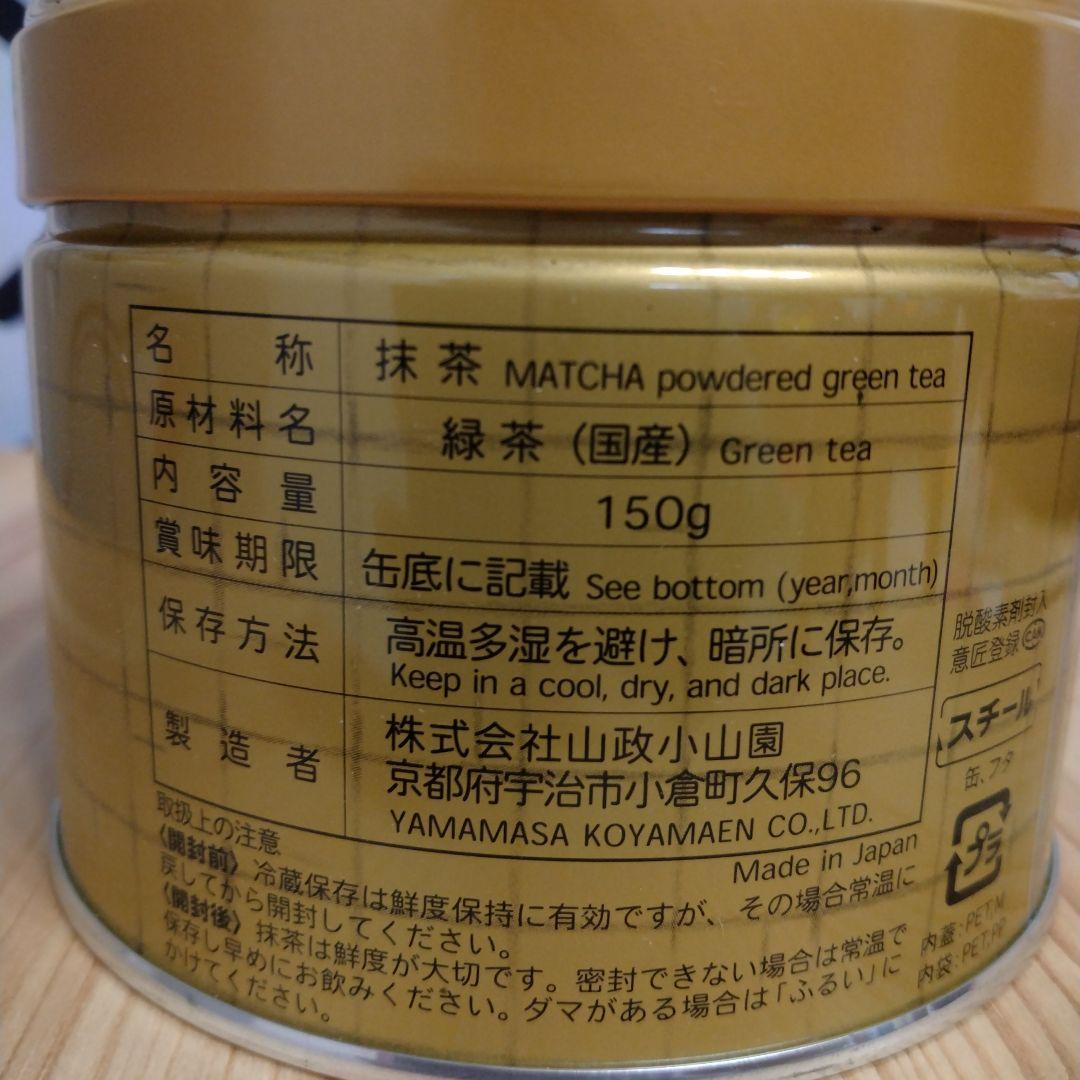 名称 抹茶 MATCHA powdered green tea
原材料名 緑茶(国産) Green tea
内容量 150g
賞味期限 缶底に記載 See bottom (year,month)
保存方法 高温多湿を避け、暗所に保存。
Keep in a cool, dry, and dark place.
製造者 株式会社山政小山園
京都府宇治市小倉町久保96
YAMAMASA KOYAMAEN CO.,LTD.
Made in Japan
取扱上の注意
〈開封前〉冷蔵保存は鮮度保持に有効ですが、その場合常温に
戻してから開封してください。
〈開封後〉抹茶は鮮度が大切です。密封できない場合は常温で
保存し早めにお飲みください。ダマがある場合は「ふるい」に
かけてください。
脱酸素剤封入
意匠登録 CAN
スチール
缶、フタ
プラ
内蓋:PET,M
内袋:PET,PP